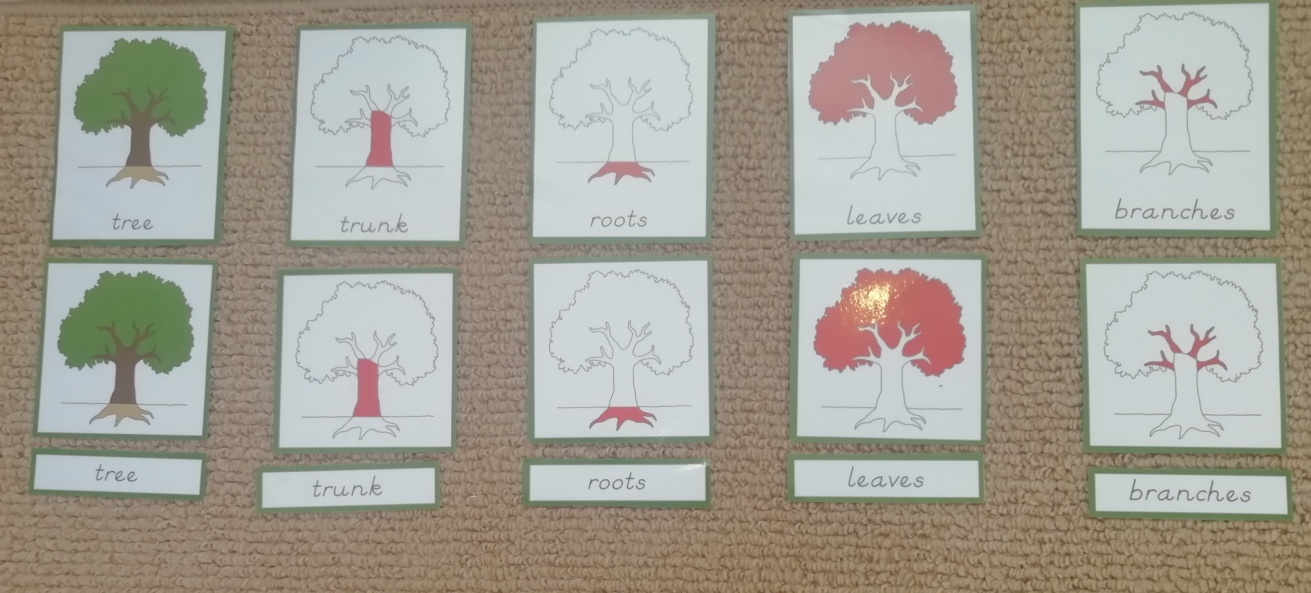 tree
trunk
roots
leaves
branches
tree
trunk
roots
leaves
branches